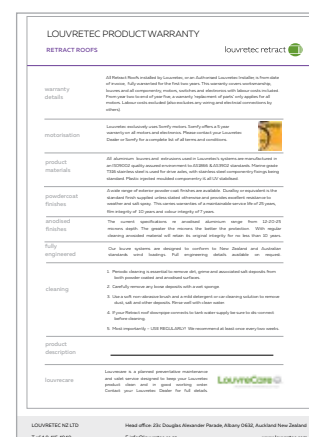 LOUVRETEC PRODUCT WARRANTY
RETRACT ROOFS
louvretec retract
warranty
details
All Retract Roofs installed by Louvretec, or an Authorised Louvretec Installer, is from date
of invoice, fully warranted for the first two years. This warranty covers workmanship,
louvres and all components, motors, switches and electronics with labour costs included.
From year two to end of year five, a warranty 'replacement of parts' only applies for all
motors. Labour costs excluded (also excludes any wiring and electrical connections by
others).
motorisation
Louvretec exclusively uses Somfy motors. Somfy offers a 5 year
warranty on all motors and electronics. Please contact your Louvretec
Dealer or Somfy for a complete list of all terms and conditions.
product
materials
All aluminium louvres and extrusions used in Louvretec's systems are manufactured in
an ISO9002 quality assured environment to AS1866 & AS3902 standards. Marine grade
T316 stainless steel is used for drive sides, with stainless steel component fixings being
standard. Plastic injected moulded components & all UV stabilised.
powdercoat
finishes
A wide range of exterior powder coat finishes are available. Duralloy or equivalent is the
standard finish supplied unless stated otherwise and provides excellent resistance to
weather and salt spray. This carries warranties of a maintainable service life of 25 years,
film integrity of 10 years and colour integrity of 7 years.
anodised
finishes
The current specifications in anodised aluminium range from 12-20-25
microns depth. The greater the microns the better the protection. With regular
cleaning anodised material will retain its original integrity for no less than 10 years.
fully
engineered
Our louvre systems are designed to conform to New Zealand and Australian
standards wind loadings. Full engineering details available on request.
cleaning
1. Periodic cleaning is essential to remove dirt, grime and associated salt deposits from
both powder coated and anodised surfaces.
2. Carefully remove any loose deposits with a wet sponge.
3. Use a soft non abrasive brush and a mild detergent or car cleaning solution to remove
dust, salt and other deposits. Rinse well with clean water.
4. If your Retract roof downpipe connects to tank water supply be sure to dis connect
before cleaning.
5. Most importantly – USE REGULARLY! We recommend at least once every two weeks.
product
description
louvrecare
Louvrecare is a planned preventative maintenance
and valet service designed to keep your Louvretec
product clean and in good working order.
Contact your Louvretec Dealer for full details
LouvreCare
LOUVRETEC NZ LTD
Head office: 23c Douglas Alexander Parade, Albany 0632, Auckland New Zealand